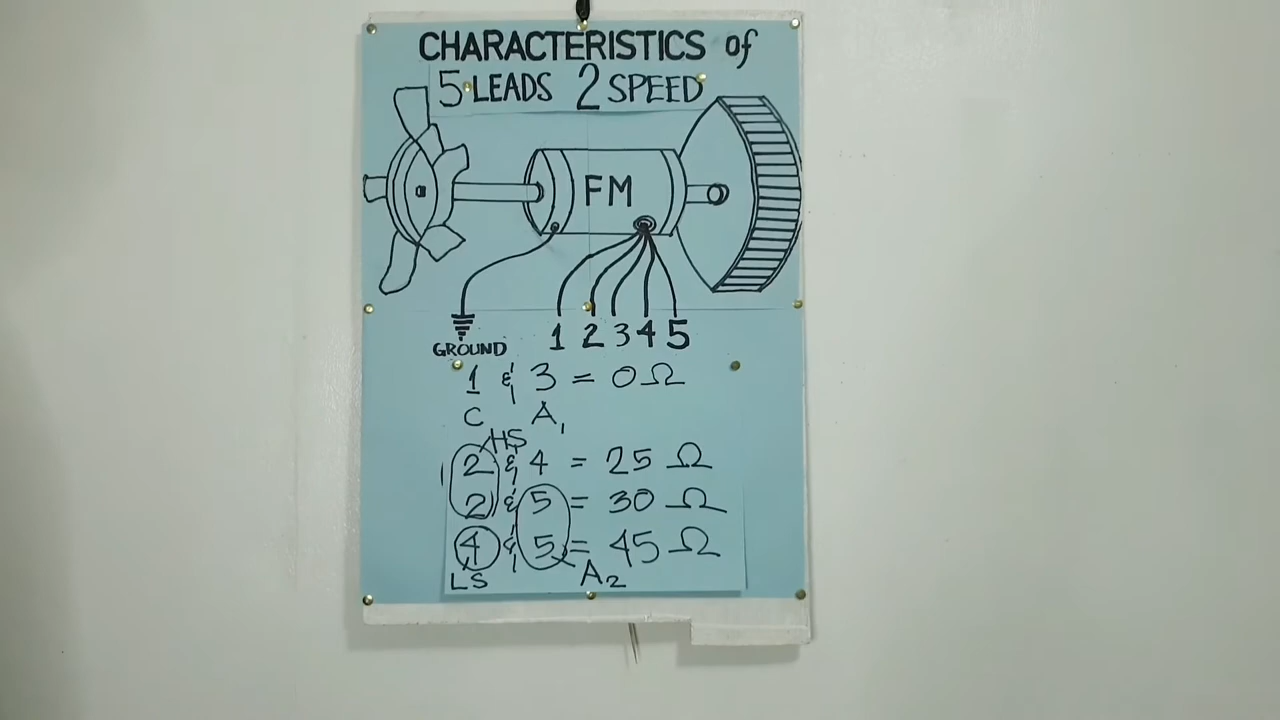 CHARACTERISTICS of
5 LEADS 2 SPEED
FM
1 2 3 4 5
GROUND
1 & 3 = 0 Ω
C A1
HS
2 & 4 = 25 Ω
2 & 5 = 30 Ω
4 & 5 = 45 Ω
LS A2